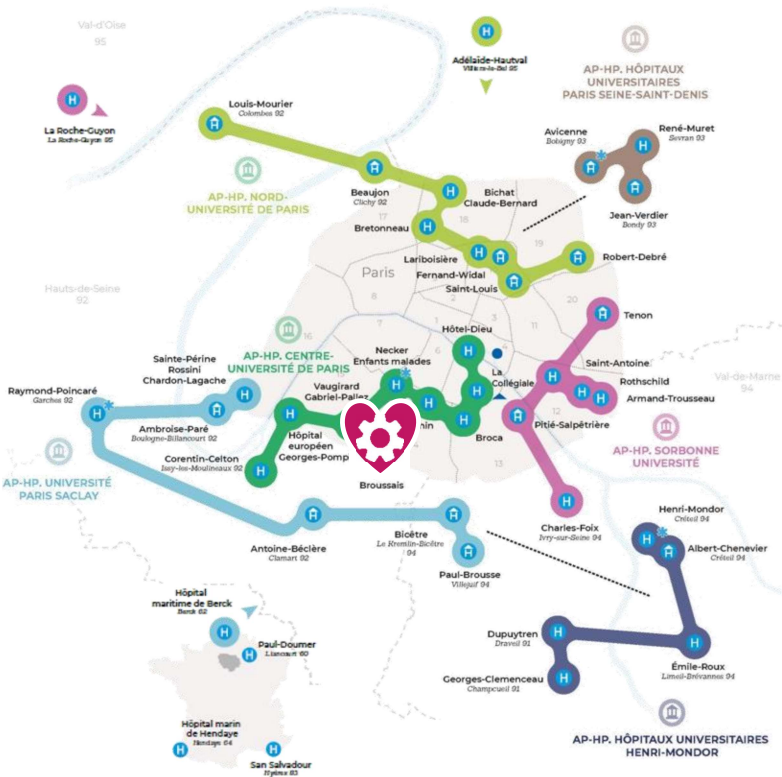 Val-d'Oise
95
Adélaïde-Hautval
Villiers-le-Bel 95
AP-HP. HÔPITAUX
UNIVERSITAIRES
PARIS SEINE-SAINT-DENIS
La Roche-Guyon
La Roche-Guyon 95
Louis-Mourier
Colombes 92
Avicenne
Bobigny 93
René-Muret
Sevran 93
Jean-Verdier
Bondy 93
AP-HP. NORD-
UNIVERSITÉ DE PARIS
Beaujon
Clichy 92
Bichat
Claude-Bernard
17
18
19
Bretonneau
Lariboisière
Fernand-Widal
Saint-Louis
Robert-Debré
Paris
Hauts-de-Seine
92
8
2
1
7
16
20
11
6
4
12
13
Tenon
Hôtel-Dieu
AP-HP. CENTRE-
UNIVERSITÉ DE PARIS
Necker
Enfants malades
La
Collégiale
Saint-Antoine
Rothschild
Armand-Trousseau
Val-de-Marne
94
Sainte-Périne
Rossini
Chardon-Lagache
Vaugirard
Gabriel-Pallez
Raymond-Poincaré
Garches 92
Ambroise-Paré
Boulogne-Billancourt 92
Corentin-Celton
Issy-les-Moulineaux 92
Hôpital
européen
Georges-Pomp
hin
Broca
Pitié-Salpêtrière
AP-HP. SORBONNE
UNIVERSITÉ
AP-HP. UNIVERSITÉ
PARIS SACLAY
Broussais
Charles-Foix
Ivry-sur-Seine 94
Henri-Mondor
Créteil 94
Albert-Chenevier
Créteil 94
Antoine-Béclère
Clamart 92
Bicêtre
Le Kremlin-Bicêtre
94
Paul-Brousse
Villejuif 94
Hôpital
maritime de Berck
Berck 62
Paul-Doumer
Liancourt 60
Dupuytren
Draveil 91
Georges-Clemenceau
Champcueil 91
Émile-Roux
Limeil-Brévannes 94
Hôpital marin
de Hendaye
Hendaye 64
San Salvadour
Hyères 83
AP-HP. HÔPITAUX UNIVERSITAIRES
HENRI-MONDOR